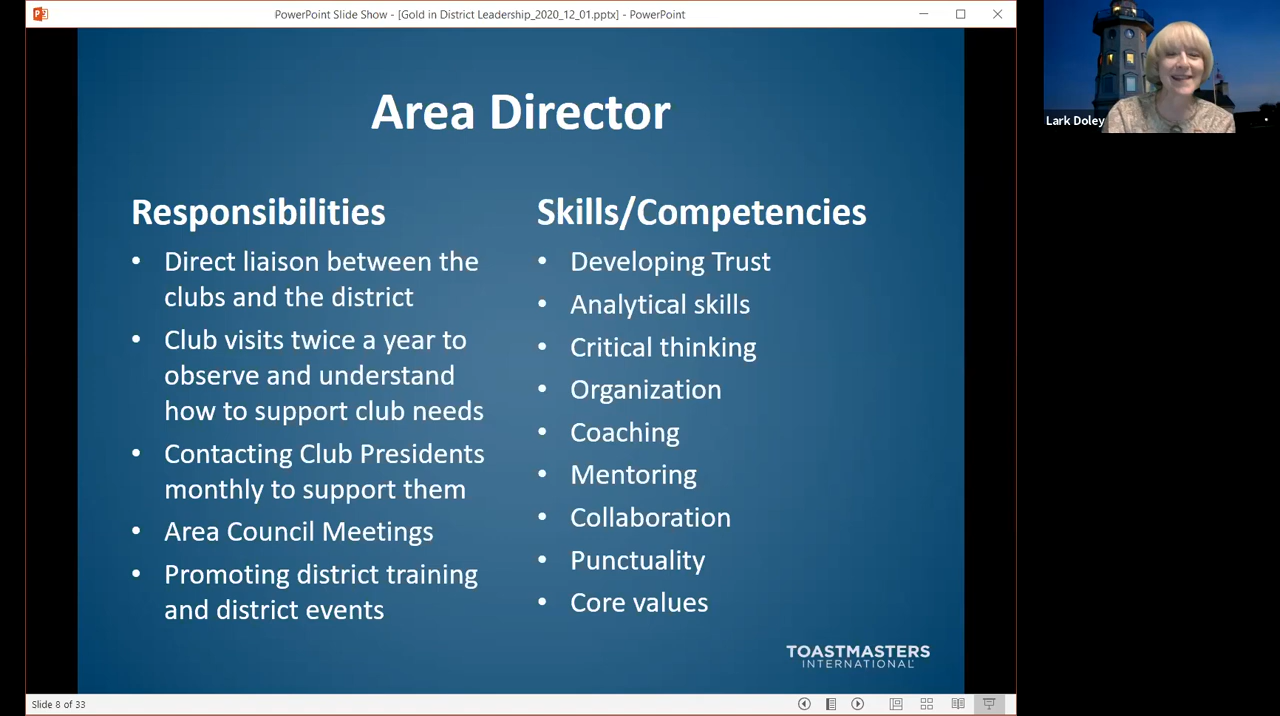 PowerPoint Slide Show - [Gold in District Leadership_2020_12_01.pptx] - PowerPoint
Area Director
Responsibilities
• Direct liaison between the
clubs and the district
• Club visits twice a year to
observe and understand
how to support club needs
• Contacting Club Presidents
monthly to support them
• Area Council Meetings
• Promoting district training
and district events
Skills/Competencies
• Developing Trust
• Analytical skills
• Critical thinking
• Organization
• Coaching
• Mentoring
• Collaboration
• Punctuality
• Core values
TOASTMASTERS
INTERNATIONAL
Slide 8 of 33
Lark Doley